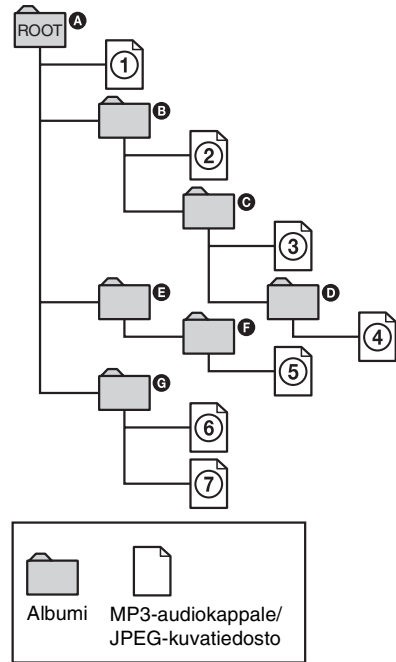 ROOT A
1
B
2
C
3
E D
F 4
5
G
6
7
Albumi MP3-audiokappale/
JPEG-kuvatiedosto